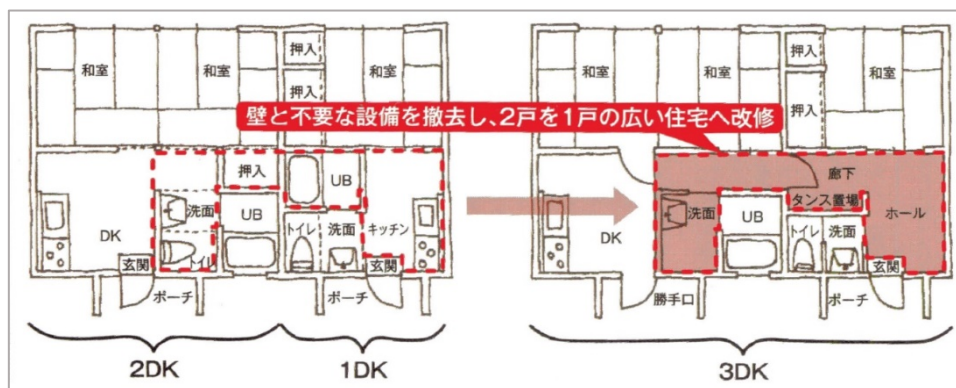 押入
和室
和室
和室
押入
壁と不要な設備を撤去し、2戸を1戸の広い住宅へ改修
押入
UB
洗面
UB
DK
トイレ
トイレ
洗面
キッチン
玄関
玄関
ポーチ
ポーチ
2DK
1DK
押入
和室
和室
和室
押入
廊下
タンス置場
洗面
UB
ホール
DK
トイレ
洗面
玄関
勝手口
ポーチ
3DK